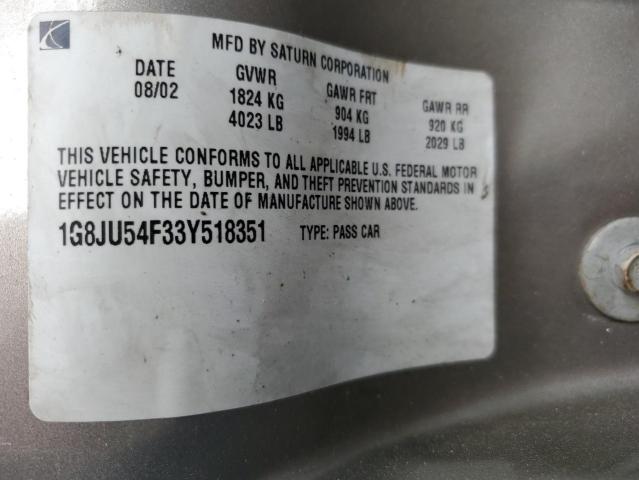 MFD BY SATURN CORPORATION
DATE GVWR GAWR FRT GAWR RR
08/02 1824 KG 904 KG 920 KG
4023 LB 1994 LB 2029 LB
THIS VEHICLE CONFORMS TO ALL APPLICABLE U.S. FEDERAL MOTOR
VEHICLE SAFETY, BUMPER, AND THEFT PREVENTION STANDARDS IN
EFFECT ON THE DATE OF MANUFACTURE SHOWN ABOVE.
1G8JU54F33Y518351 TYPE: PASS CAR